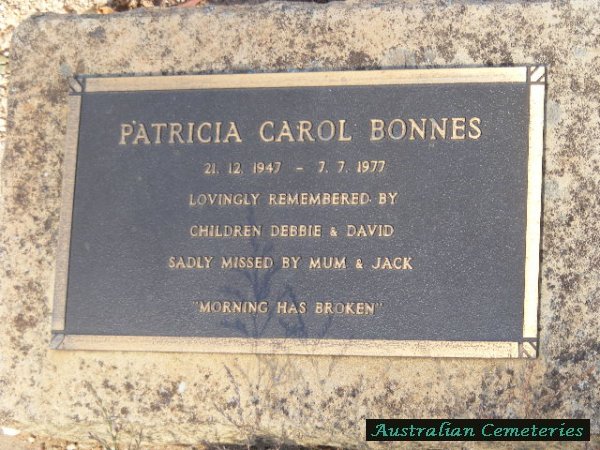 PATRICIA CAROL BONNES
21. 12. 1947 - 7. 7. 1977
LOVINGLY REMEMBERED BY
CHILDREN DEBBIE & DAVID
SADLY MISSED BY MUM & JACK
"MORNING HAS BROKEN"
Australian Cemeteries